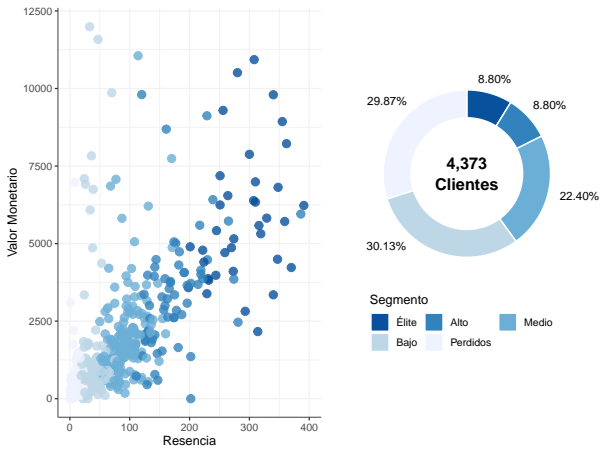 12500
10000
7500
5000
2500
0
Valor Monetario
0 100 200 300 400
Resencia
8.80%
8.80%
22.40%
30.13%
29.87%
4,373
Clientes
Segmento
Élite Alto Medio
Bajo Perdidos